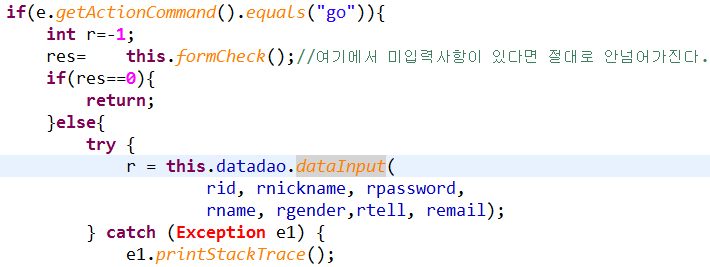 if(e.getActionCommand().equals("go")){
int r=-1;
res= this.formCheck();//여기에서 미입력사항이 있다면 절대로 안넘어가진다.
if(res==0){
return;
}else{
try {
r = this.datadao.dataInput(
rid, rnickname, rpassword,
rname, rgender,rtell, remail);
} catch (Exception e1) {
e1.printStackTrace();